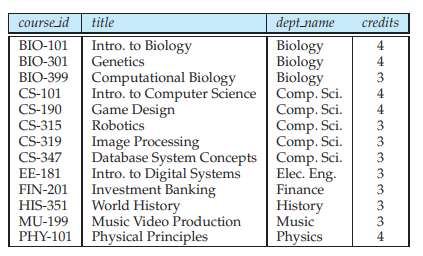 course_id title dept_name credits
BIO-101 Intro. to Biology Biology 4
BIO-301 Genetics Biology 4
BIO-399 Computational Biology Biology 3
CS-101 Intro. to Computer Science Comp. Sci. 4
CS-190 Game Design Comp. Sci. 4
CS-315 Robotics Comp. Sci. 3
CS-319 Image Processing Comp. Sci. 3
CS-347 Database System Concepts Comp. Sci. 3
EE-181 Intro. to Digital Systems Elec. Eng. 3
FIN-201 Investment Banking Finance 3
HIS-351 World History History 3
MU-199 Music Video Production Music 3
PHY-101 Physical Principles Physics 4